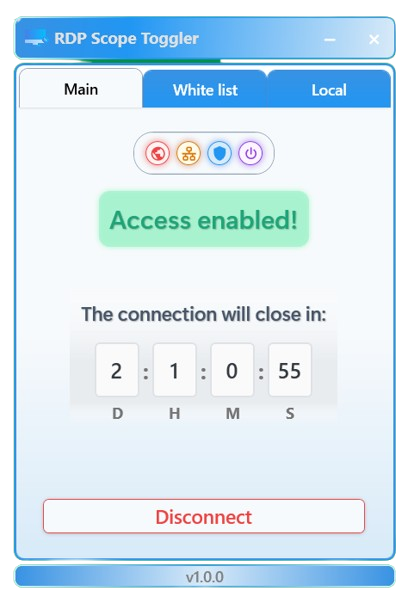 RDP Scope Toggler
Main White list Local
Access enabled!
The connection will close in:
2 : 1 : 0 : 55
D H M S
Disconnect
v1.0.0